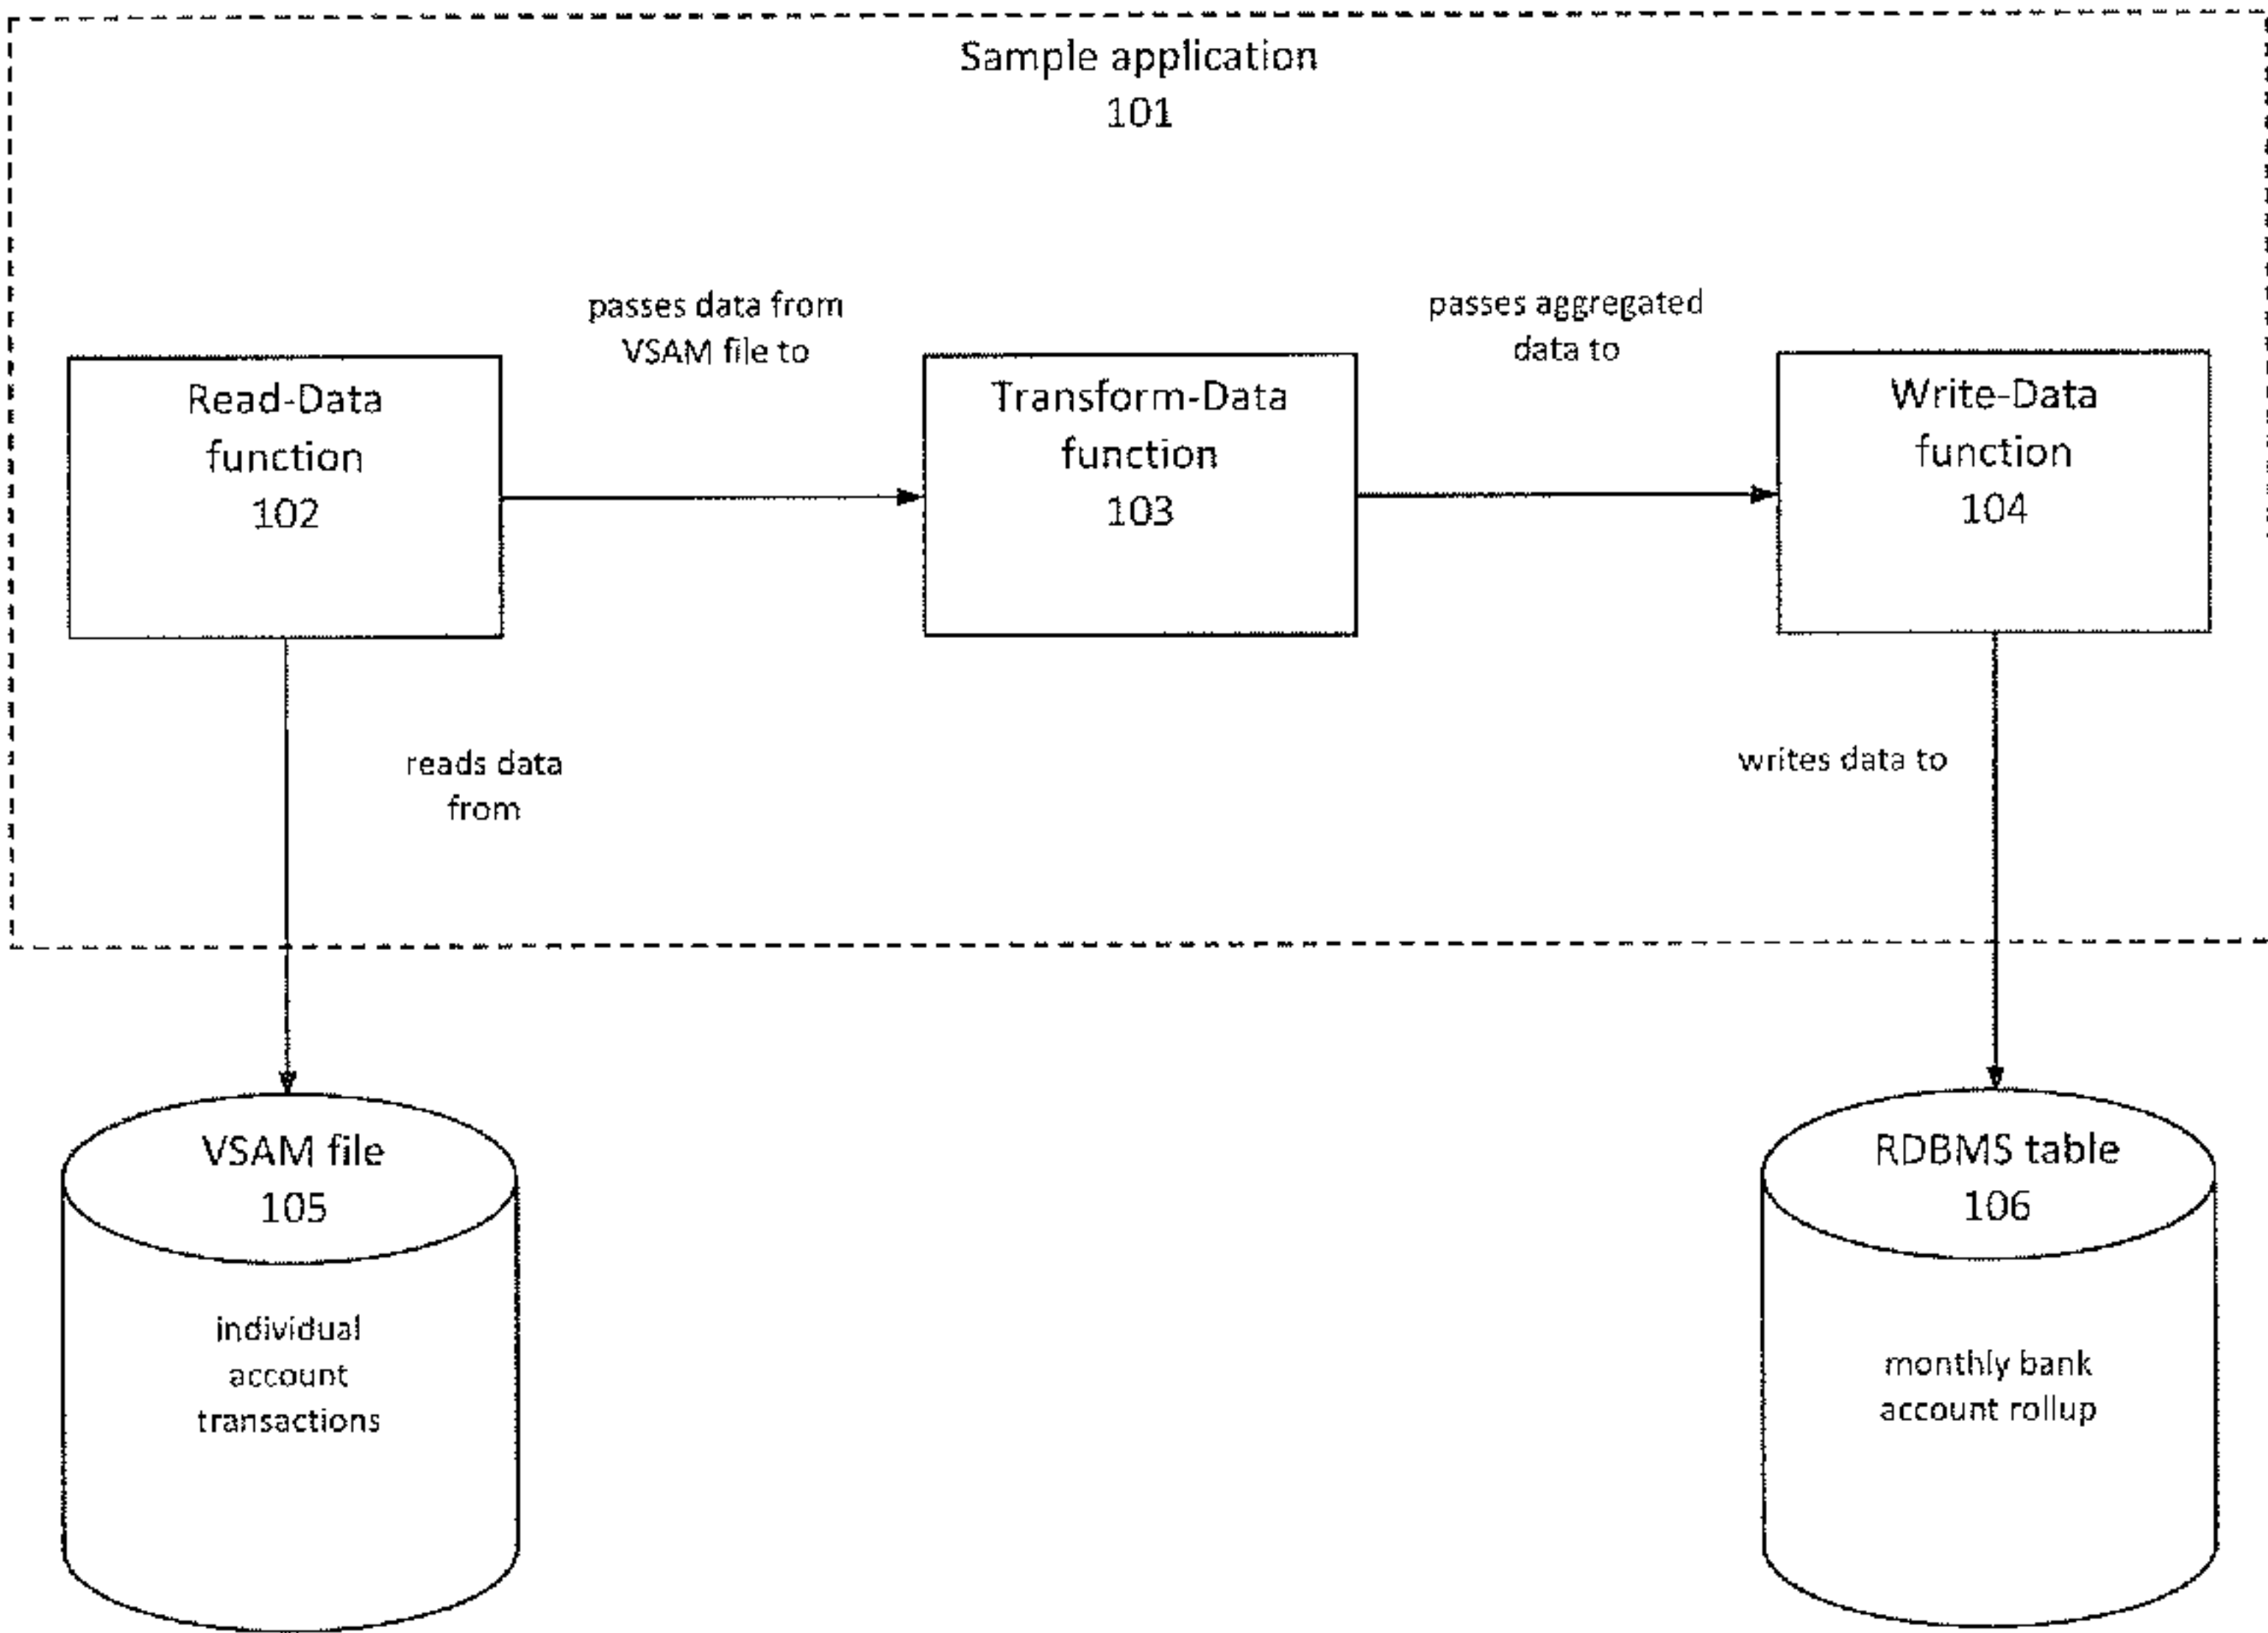 Sample application
101
passes data from
VSAM file to
passes aggregated
data to
Read-Data
function
102
Transform-Data
function
103
Write-Data
function
104
reads data
from
writes data to
VSAM file
105
individual
account
transactions
RDBMS table
106
monthly bank
account rollup